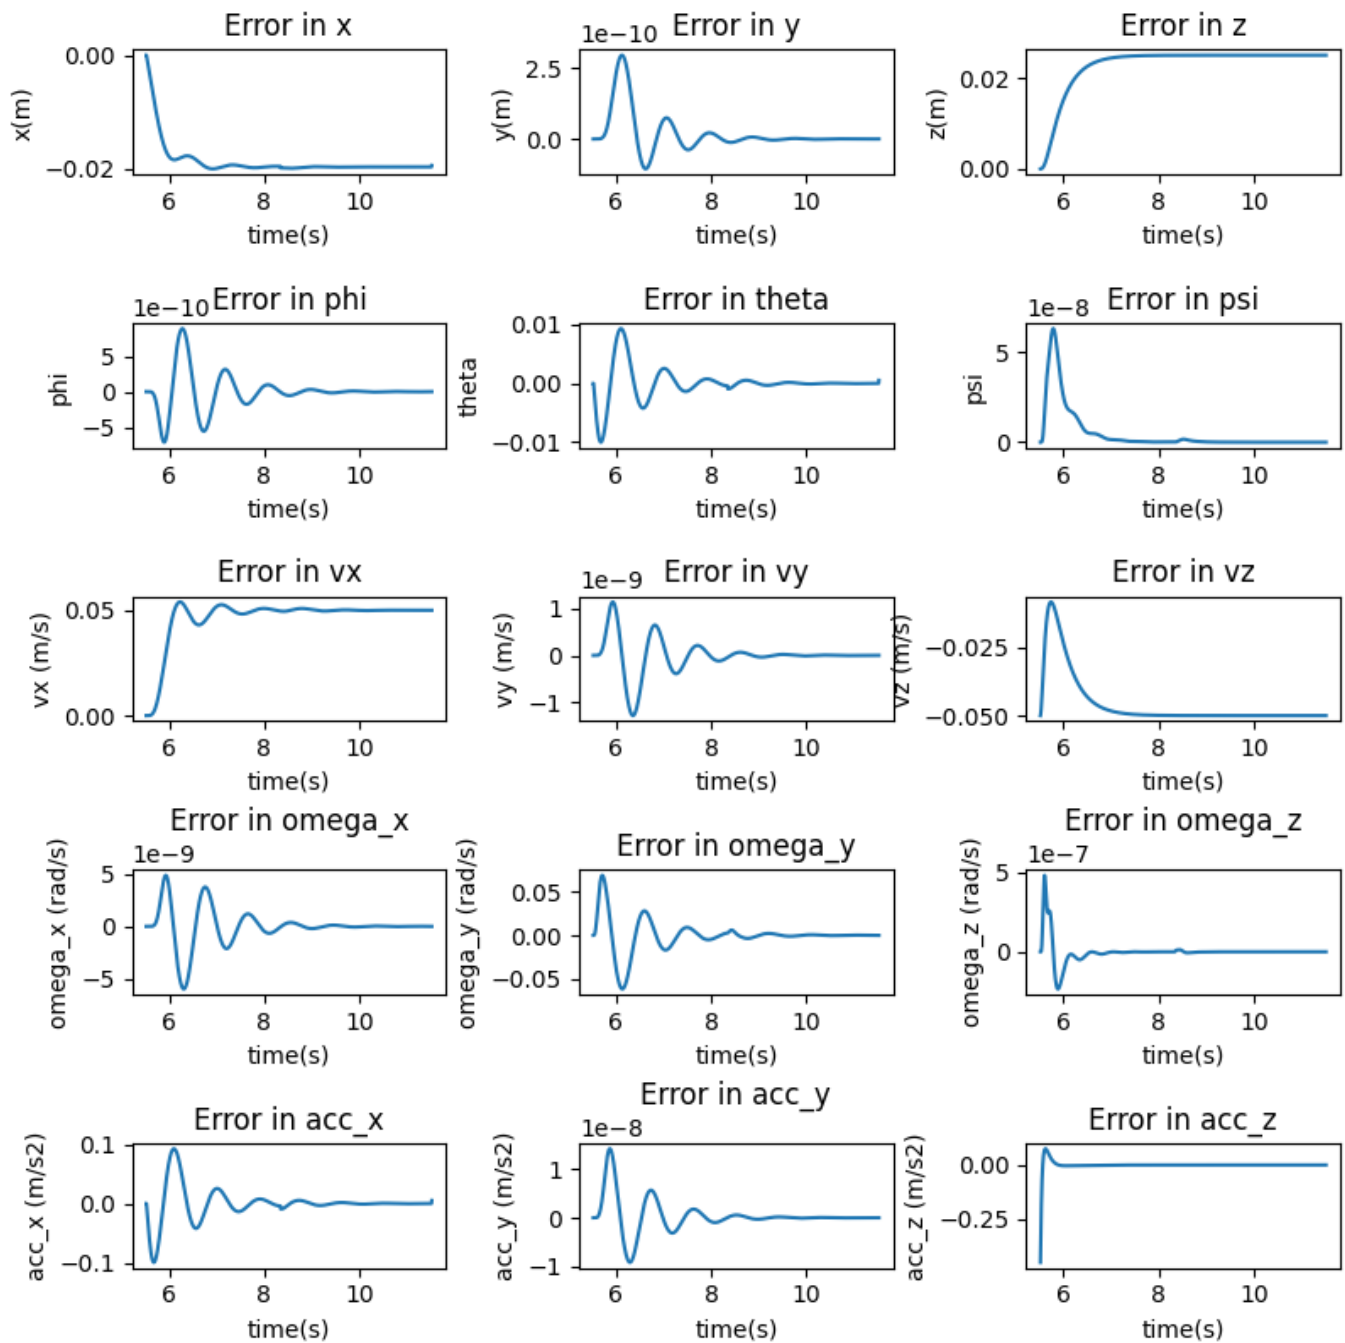 Error in x
0.00
−0.02
x(m)
6 8 10
time(s)
Error in y
1e−10
2.5
0.0
y(m)
6 8 10
time(s)
Error in z
0.02
0.00
z(m)
6 8 10
time(s)
Error in phi
1e−10
5
0
−5
phi
6 8 10
time(s)
Error in theta
0.01
0.00
−0.01
theta
6 8 10
time(s)
Error in psi
1e−8
5
0
psi
6 8 10
time(s)
Error in vx
0.05
0.00
vx (m/s)
6 8 10
time(s)
Error in vy
1e−9
1
0
−1
vy (m/s)
6 8 10
time(s)
Error in vz
−0.025
−0.050
vz (m/s)
6 8 10
time(s)
Error in omega_x
1e−9
5
0
−5
omega_x (rad/s)
6 8 10
time(s)
Error in omega_y
0.05
0.00
−0.05
omega_y (rad/s)
6 8 10
time(s)
Error in omega_z
1e−7
5
0
omega_z (rad/s)
6 8 10
time(s)
Error in acc_x
0.1
0.0
−0.1
acc_x (m/s2)
6 8 10
time(s)
Error in acc_y
1e−8
1
0
−1
acc_y (m/s2)
6 8 10
time(s)
Error in acc_z
0.00
−0.25
acc_z (m/s2)
6 8 10
time(s)